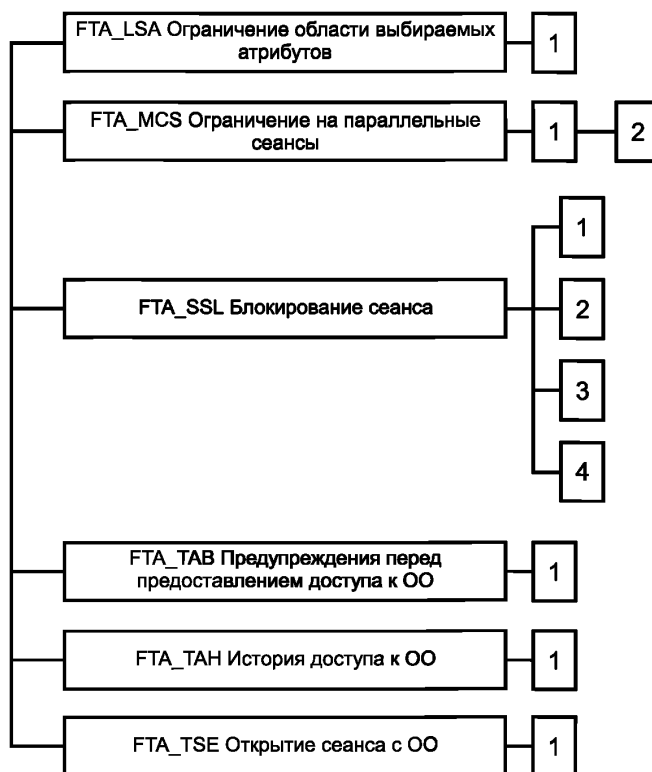 FTA_LSA Ограничение области выбираемых
атрибутов
1
FTA_MCS Ограничение на параллельные
сеансы
1
2
1
FTA_SSL Блокирование сеанса
2
3
4
FTA_TAB Предупреждения перед
предоставлением доступа к ОО
1
FTA_TAH История доступа к ОО
1
FTA_TSE Открытие сеанса с ОО
1